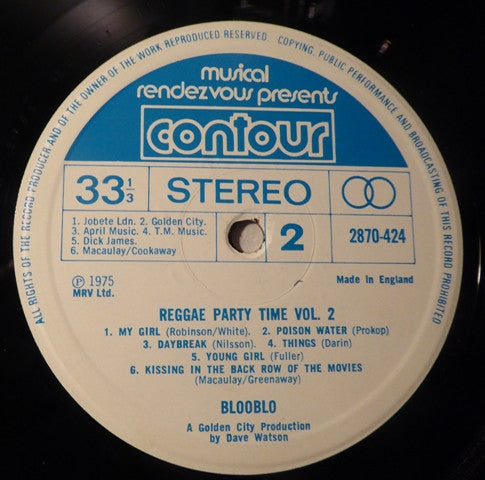 ALL RIGHTS OF THE RECORD PRODUCER AND OF THE OWNER OF THE WORK REPRODUCED RESERVED. COPYING, PUBLIC PERFORMANCE AND BROADCASTING OF THIS RECORD PROHIBITED
musical
rendezvous presents
contour
33 1/3 STEREO
1. Jobete Ldn. 2. Golden City.
3. April Music. 4. T.M. Music.
5. Dick James.
6. Macaulay/Cookaway
2
2870-424
Ⓟ 1975
MRV Ltd.
Made in England
REGGAE PARTY TIME VOL. 2
1. MY GIRL (Robinson/White). 2. POISON WATER (Prokop)
3. DAYBREAK (Nilsson). 4. THINGS (Darin)
5. YOUNG GIRL (Fuller)
6. KISSING IN THE BACK ROW OF THE MOVIES
(Macaulay/Greenaway)
BLOOBLO
A Golden City Production
by Dave Watson